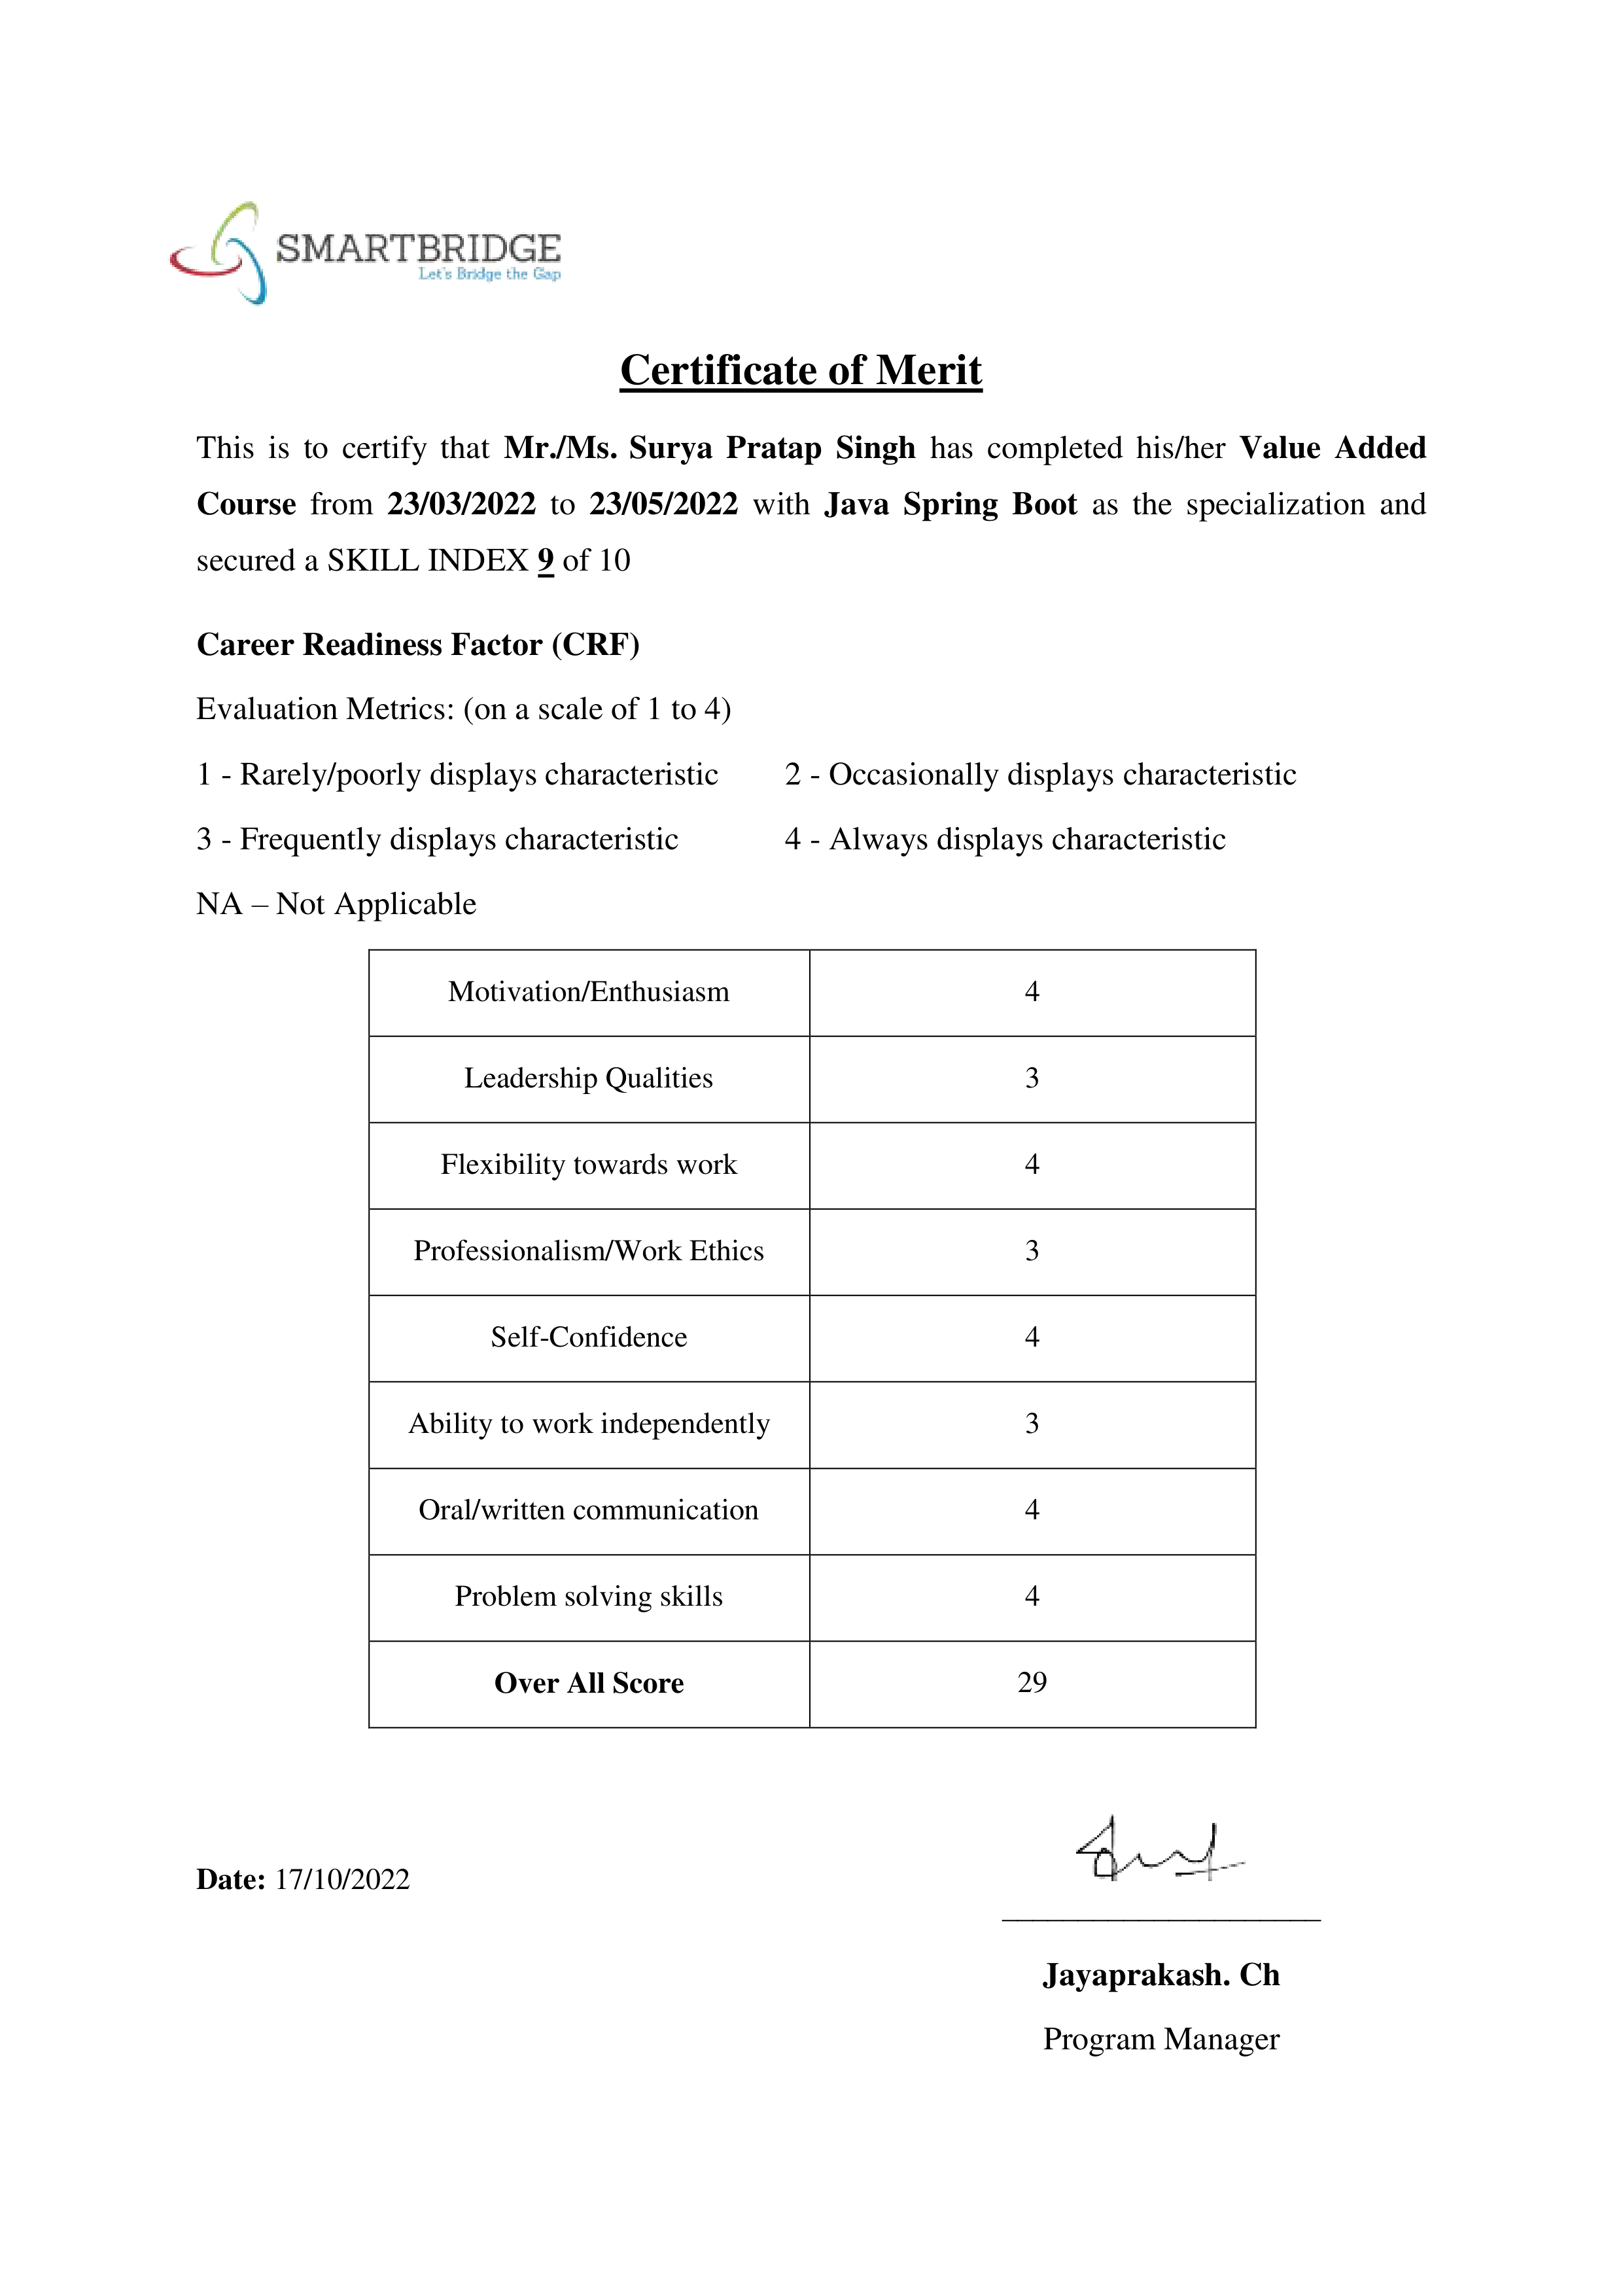 SMARTBRIDGE
Let's Bridge the Gap
Certificate of Merit
This is to certify that Mr./Ms. Surya Pratap Singh has completed his/her Value Added
Course from 23/03/2022 to 23/05/2022 with Java Spring Boot as the specialization and
secured a SKILL INDEX 9 of 10
Career Readiness Factor (CRF)
Evaluation Metrics: (on a scale of 1 to 4)
1 - Rarely/poorly displays characteristic 2 - Occasionally displays characteristic
3 - Frequently displays characteristic 4 - Always displays characteristic
NA – Not Applicable
Motivation/Enthusiasm 4
Leadership Qualities 3
Flexibility towards work 4
Professionalism/Work Ethics 3
Self-Confidence 4
Ability to work independently 3
Oral/written communication 4
Problem solving skills 4
Over All Score 29
Date: 17/10/2022
Jayaprakash. Ch
Program Manager